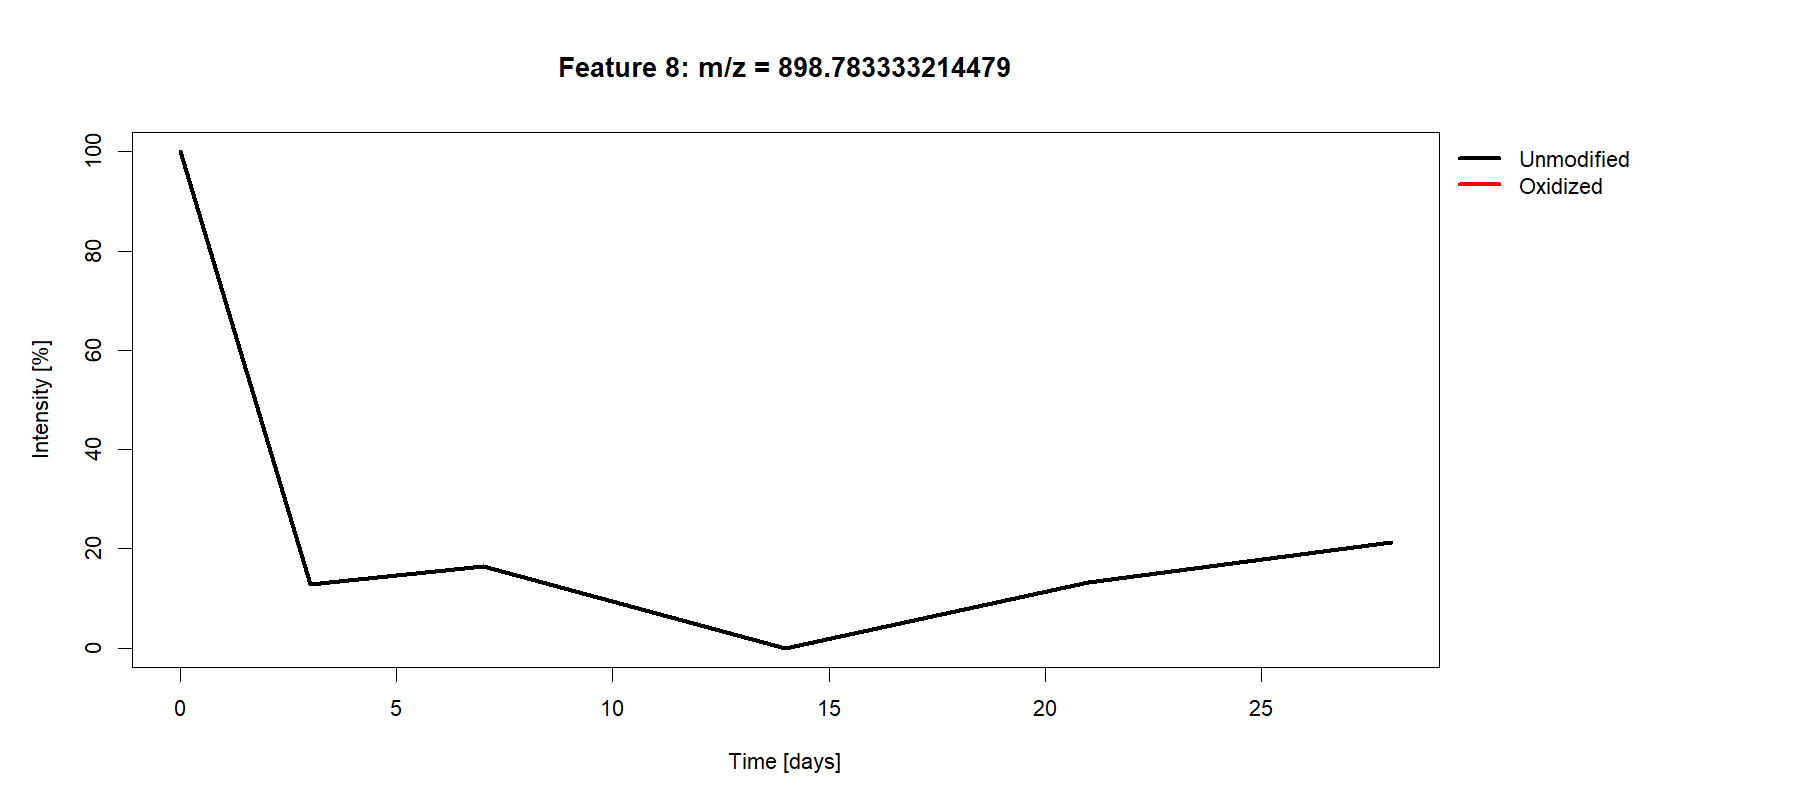 Feature 8: m/z = 898.783333214479
Unmodified
Oxidized
Intensity [%]
100
80
60
40
20
0
0 5 10 15 20 25
Time [days]